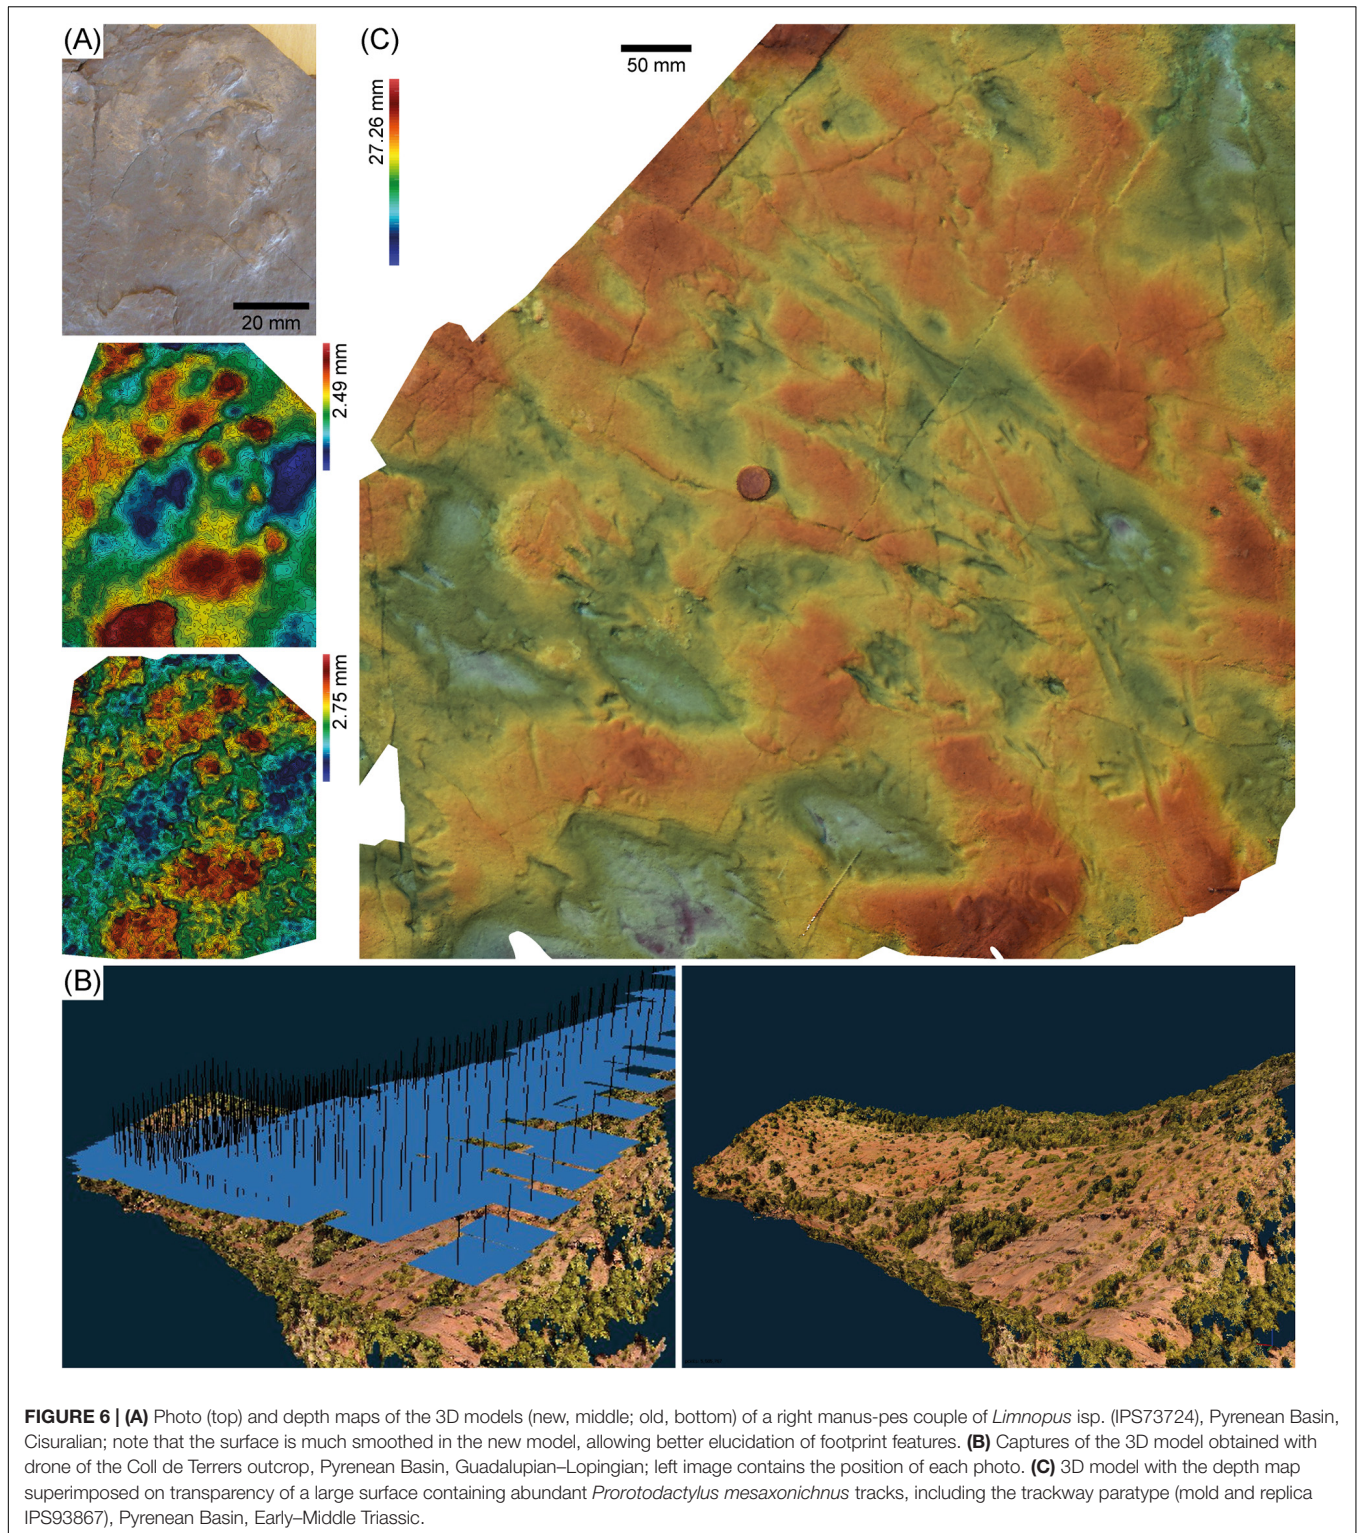 (A)
(C)
50 mm
27.26 mm
20 mm
2.49 mm
2.75 mm
(B)
FIGURE 6 | (A) Photo (top) and depth maps of the 3D models (new, middle; old, bottom) of a right manus-pes couple of Limnopus isp. (IPS73724), Pyrenean Basin,
Cisuralian; note that the surface is much smoothed in the new model, allowing better elucidation of footprint features. (B) Captures of the 3D model obtained with
drone of the Coll de Terrers outcrop, Pyrenean Basin, Guadalupian–Lopingian; left image contains the position of each photo. (C) 3D model with the depth map
superimposed on transparency of a large surface containing abundant Prorotodactylus mesaxonichnus tracks, including the trackway paratype (mold and replica
IPS93867), Pyrenean Basin, Early–Middle Triassic.